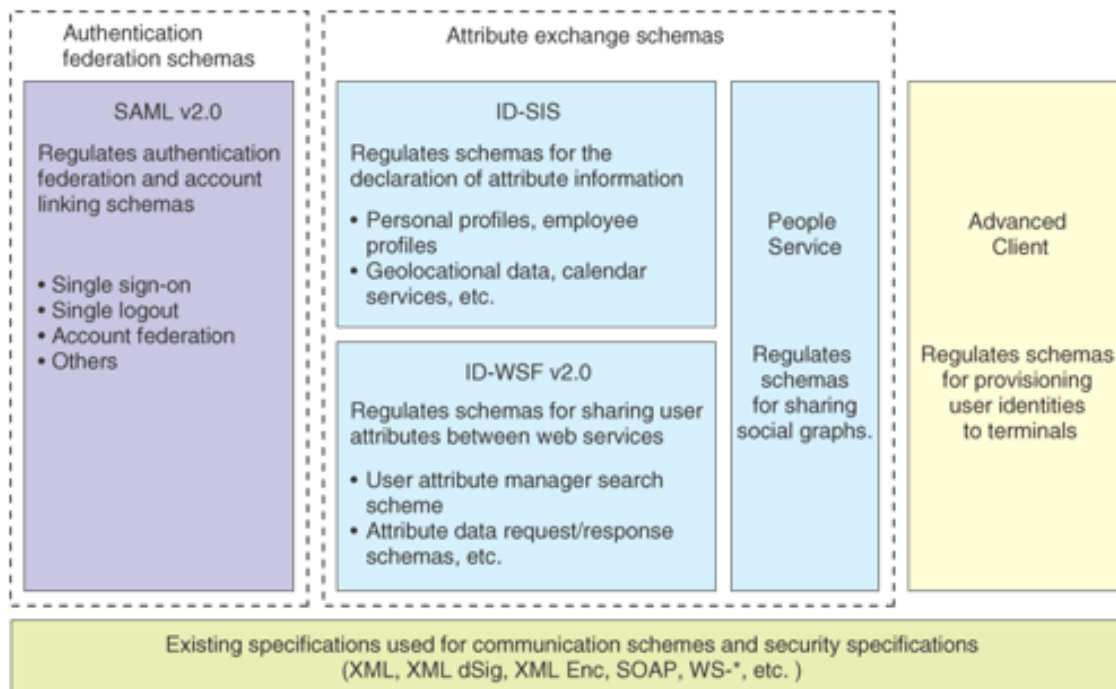 Authentication
federation schemas
SAML v2.0
Regulates authentication
federation and account
linking schemas
• Single sign-on
• Single logout
• Account federation
• Others
Attribute exchange schemas
ID-SIS
Regulates schemas for the
declaration of attribute information
• Personal profiles, employee
profiles
• Geolocational data, calendar
services, etc.
ID-WSF v2.0
Regulates schemas for sharing user
attributes between web services
• User attribute manager search
scheme
• Attribute data request/response
schemas, etc.
People
Service
Regulates
schemas
for sharing
social graphs.
Advanced
Client
Regulates schemas
for provisioning
user identities
to terminals
Existing specifications used for communication schemes and security specifications
(XML, XML dSig, XML Enc, SOAP, WS-*, etc. )